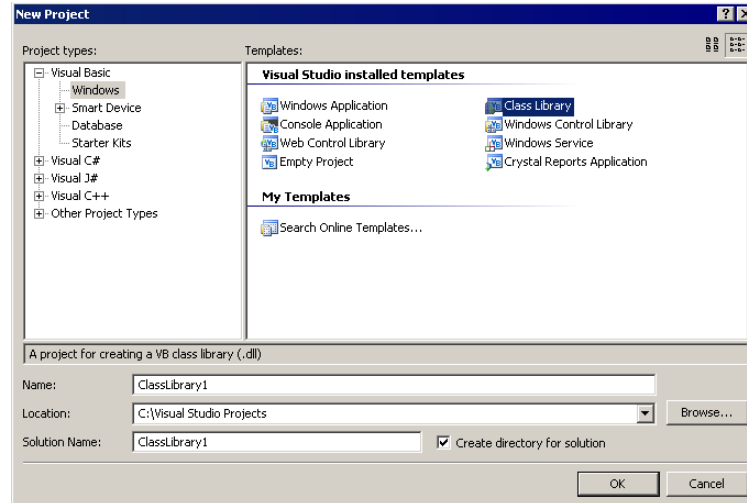 New Project
Project types:
Templates:
Visual Basic
Windows
Smart Device
Database
Starter Kits
Visual C#
Visual J#
Visual C++
Other Project Types
Visual Studio installed templates
Windows Application
Class Library
Console Application
Windows Control Library
Web Control Library
Windows Service
Empty Project
Crystal Reports Application
My Templates
Search Online Templates...
A project for creating a VB class library (.dll)
Name: ClassLibrary1
Location: C:\Visual Studio Projects Browse...
Solution Name: ClassLibrary1 Create directory for solution
OK Cancel